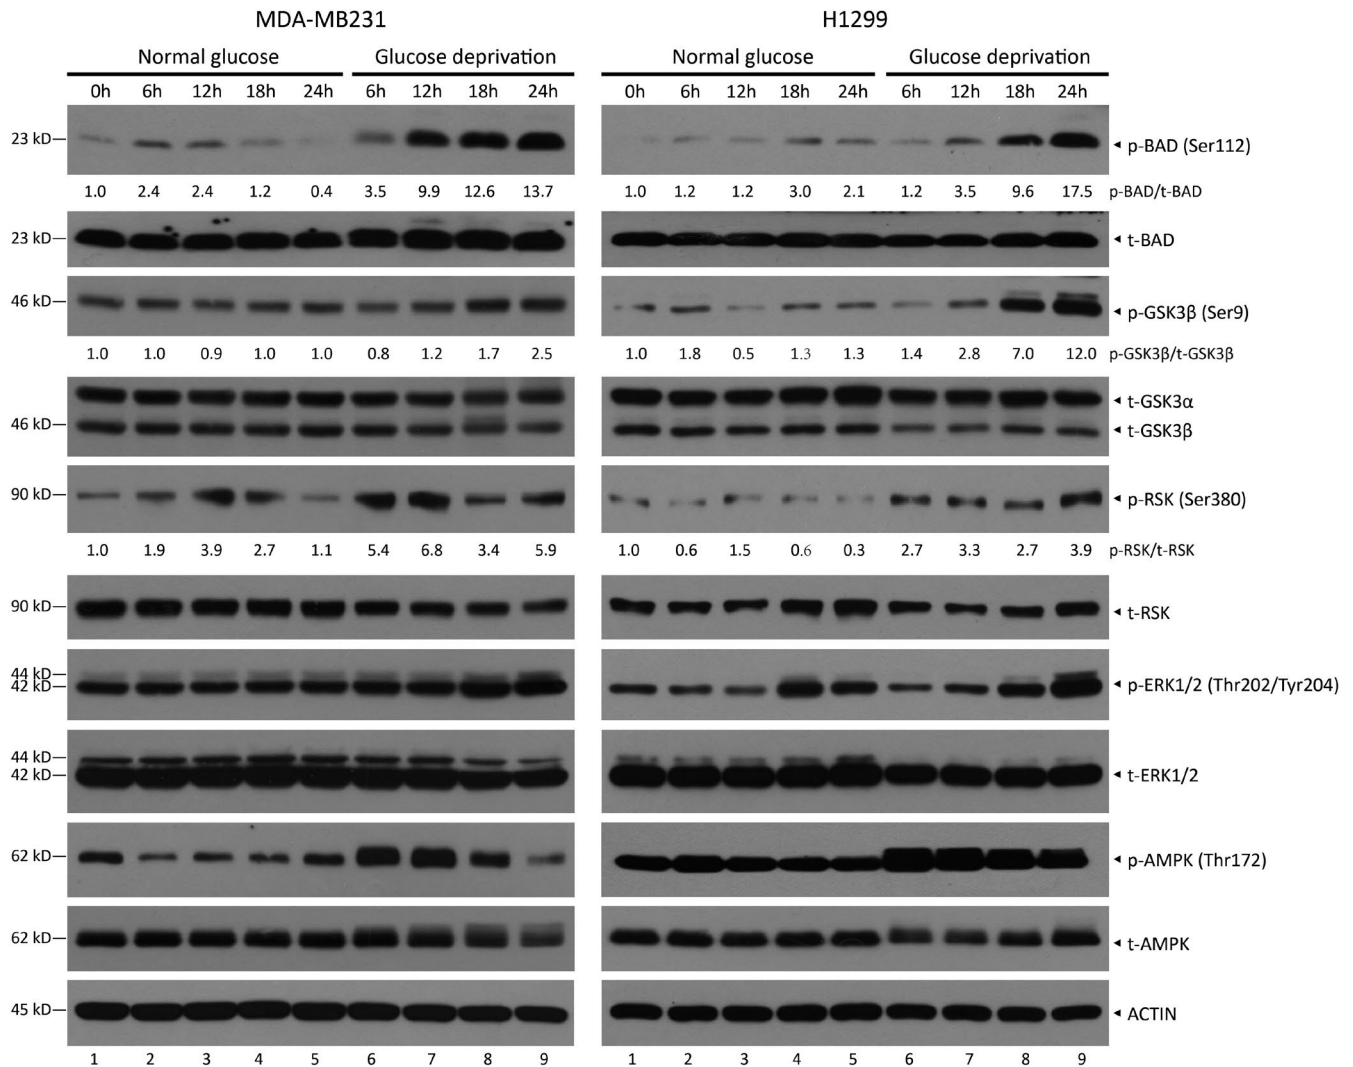 MDA-MB231 H1299
Normal glucose Glucose deprivation Normal glucose Glucose deprivation
0h 6h 12h 18h 24h 6h 12h 18h 24h 0h 6h 12h 18h 24h 6h 12h 18h 24h
23 kD p-BAD (Ser112)
1.0 2.4 2.4 1.2 0.4 3.5 9.9 12.6 13.7 1.0 1.2 1.2 3.0 2.1 1.2 3.5 9.6 17.5 p-BAD/t-BAD
23 kD t-BAD
46 kD p-GSK3β (Ser9)
1.0 1.0 0.9 1.0 1.0 0.8 1.2 1.7 2.5 1.0 1.8 0.5 1.3 1.3 1.4 2.8 7.0 12.0 p-GSK3β/t-GSK3β
t-GSK3α
46 kD t-GSK3β
90 kD p-RSK (Ser380)
1.0 1.9 3.9 2.7 1.1 5.4 6.8 3.4 5.9 1.0 0.6 1.5 0.6 0.3 2.7 3.3 2.7 3.9 p-RSK/t-RSK
90 kD t-RSK
44 kD
42 kD p-ERK1/2 (Thr202/Tyr204)
44 kD
42 kD t-ERK1/2
62 kD p-AMPK (Thr172)
62 kD t-AMPK
45 kD ACTIN
1 2 3 4 5 6 7 8 9 1 2 3 4 5 6 7 8 9